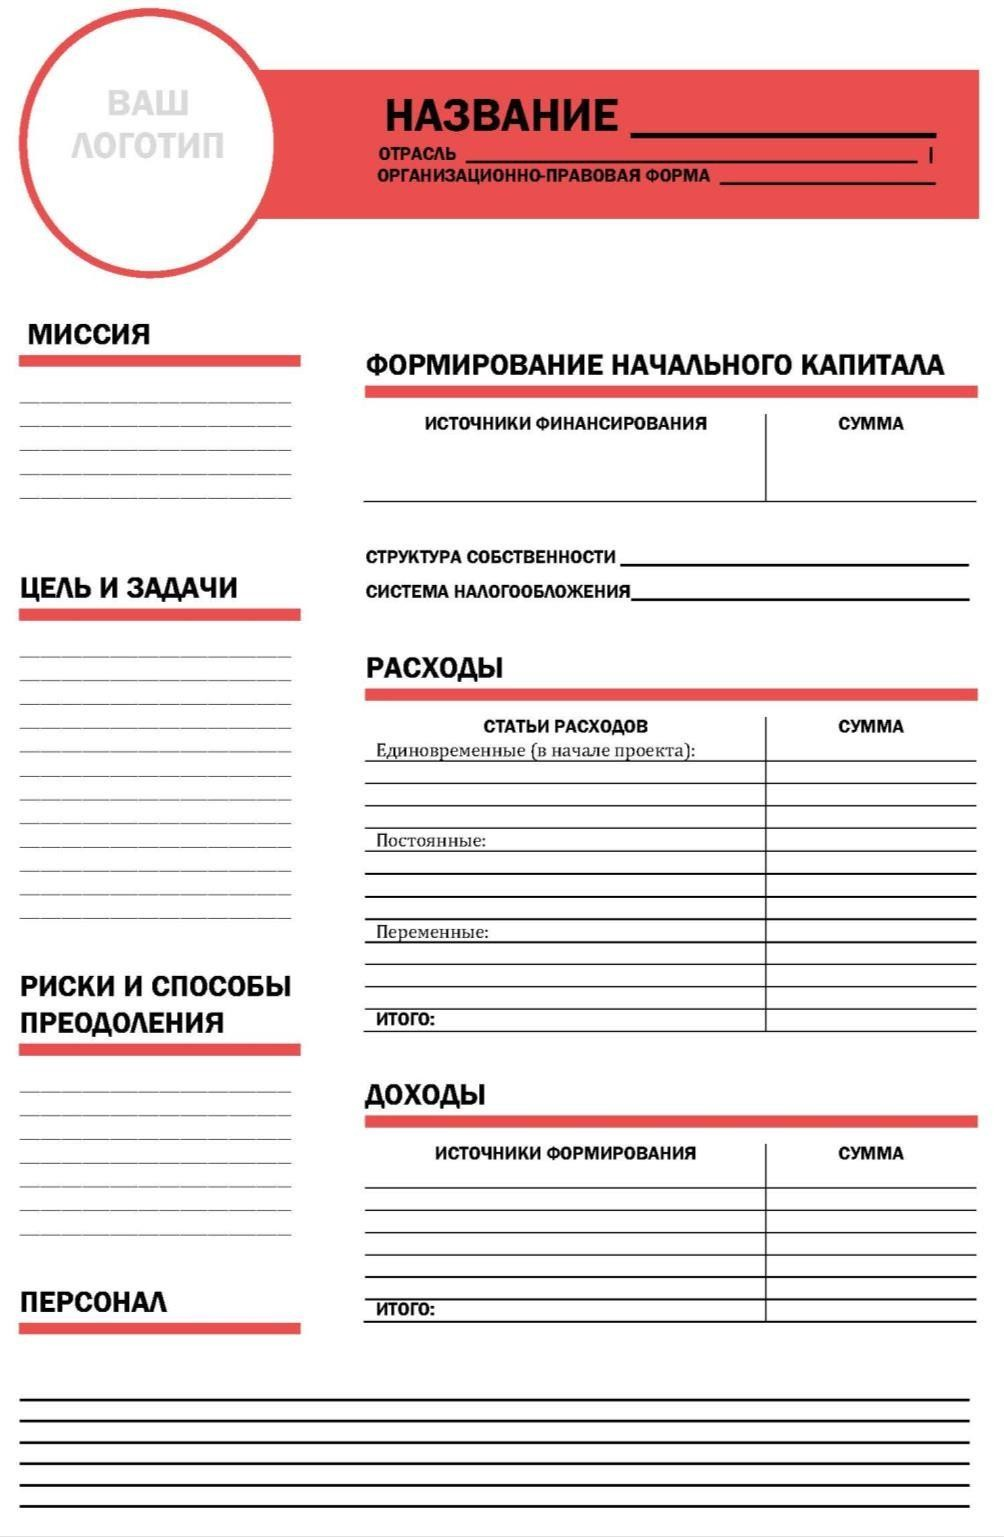 ВАШ
ЛОГОТИП
НАЗВАНИЕ
ОТРАСЛЬ
ОРГАНИЗАЦИОННО-ПРАВОВАЯ ФОРМА
МИССИЯ
ЦЕЛЬ И ЗАДАЧИ
РИСКИ И СПОСОБЫ
ПРЕОДОЛЕНИЯ
ПЕРСОНАЛ
ФОРМИРОВАНИЕ НАЧАЛЬНОГО КАПИТАЛА
ИСТОЧНИКИ ФИНАНСИРОВАНИЯ СУММА
СТРУКТУРА СОБСТВЕННОСТИ
СИСТЕМА НАЛОГООБЛОЖЕНИЯ
РАСХОДЫ
СТАТЬИ РАСХОДОВ СУММА
Единовременные (в начале проекта):
Постоянные:
Переменные:
ИТОГО:
ДОХОДЫ
ИСТОЧНИКИ ФОРМИРОВАНИЯ СУММА
ИТОГО: